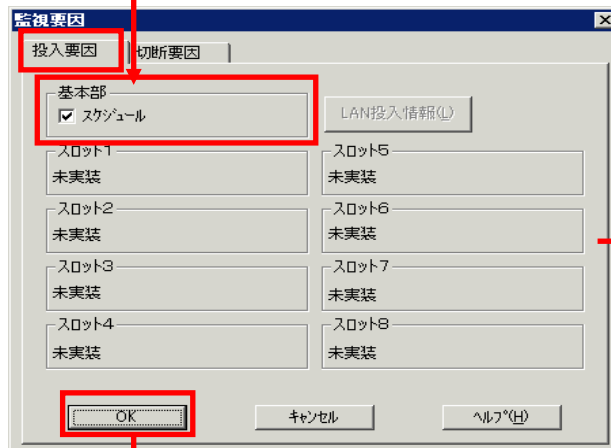 監視要因
投入要因 切断要因
基本部
スケジュール
LAN投入情報(L)
スロット1 スロット5
未実装 未実装
スロット2 スロット6
未実装 未実装
スロット3 スロット7
未実装 未実装
スロット4 スロット8
未実装 未実装
OK キャンセル ヘルプ(H)